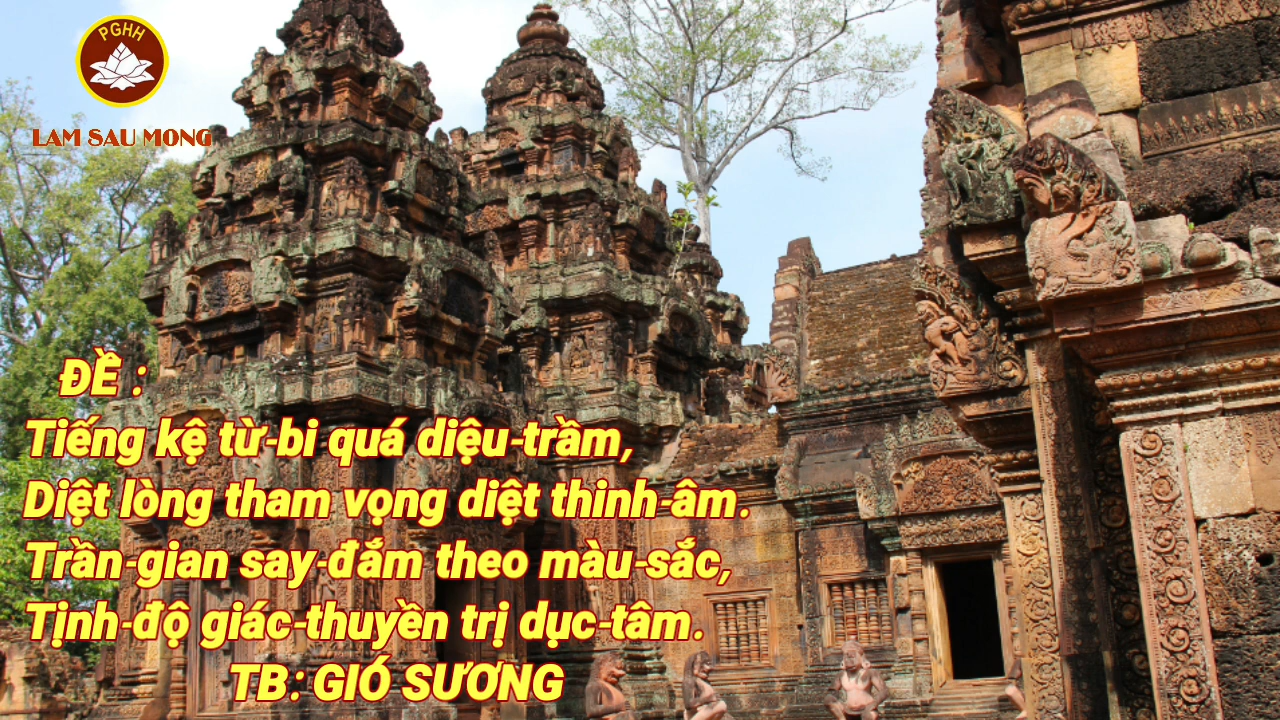 PGHH
LAM SAU MONG
ĐỀ :
Tiếng kệ từ-bi quá diệu-trầm,
Diệt lòng tham vọng diệt thinh-âm.
Trần-gian say-đắm theo màu-sắc,
Tịnh-độ giác-thuyền trị dục-tâm.
TB: GIÓ SƯƠNG